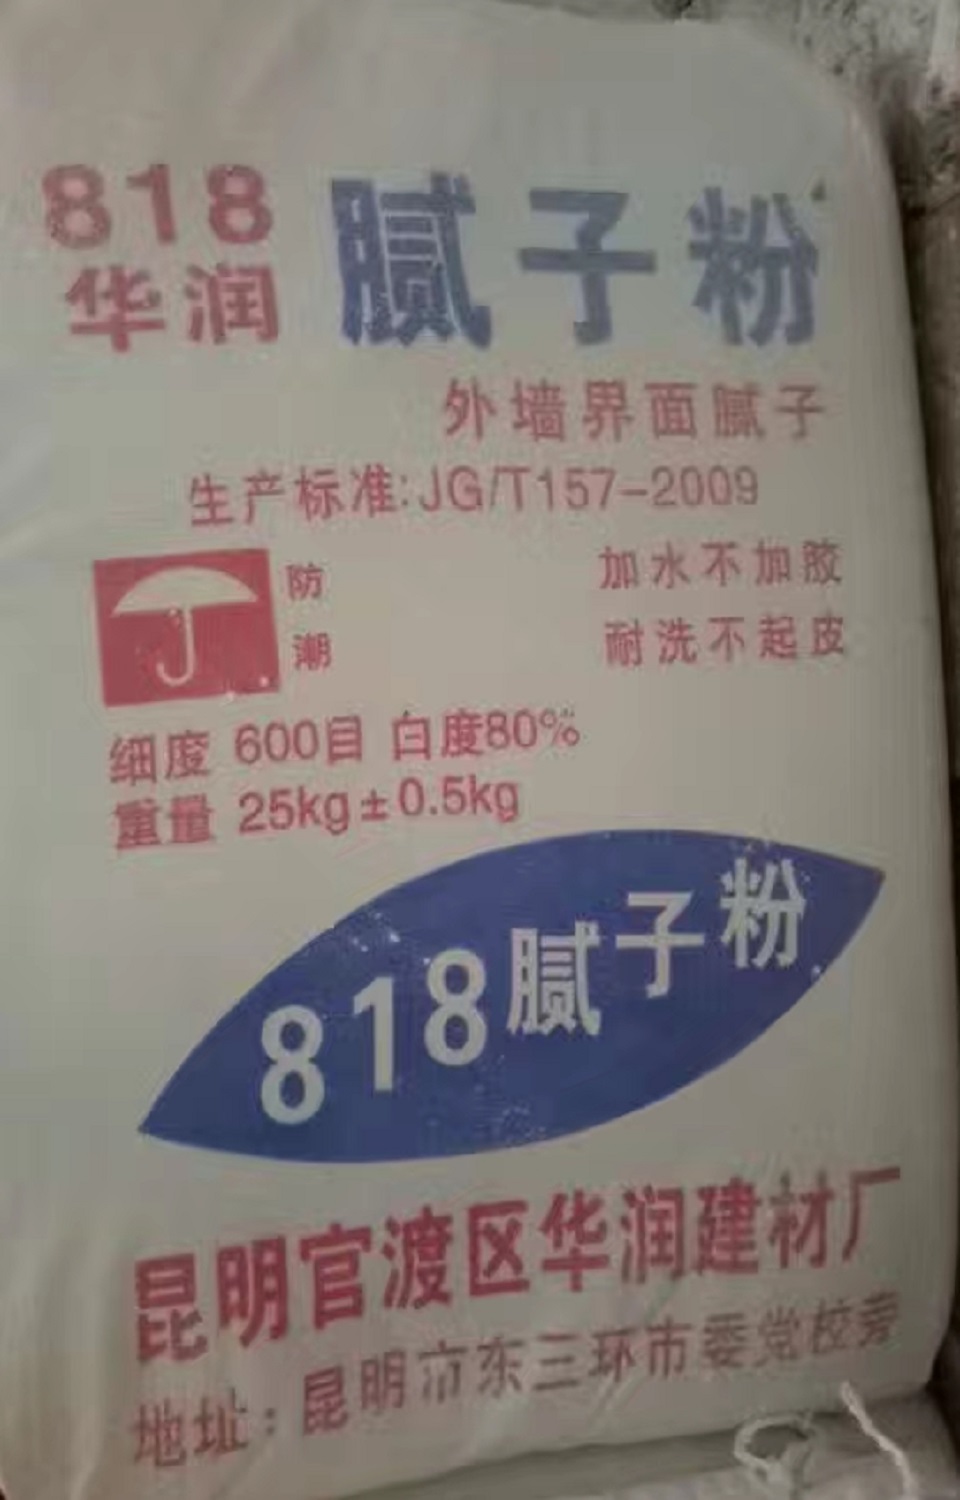 818
华润
腻子粉
外墙界面腻子
生产标准:JG/T157-2009
防潮
加水不加胶
耐洗不起皮
细度 600目 白度80%
重量 25kg±0.5kg
818腻子粉
昆明官渡区华润建材厂
地址:昆明市东三环市委党校旁